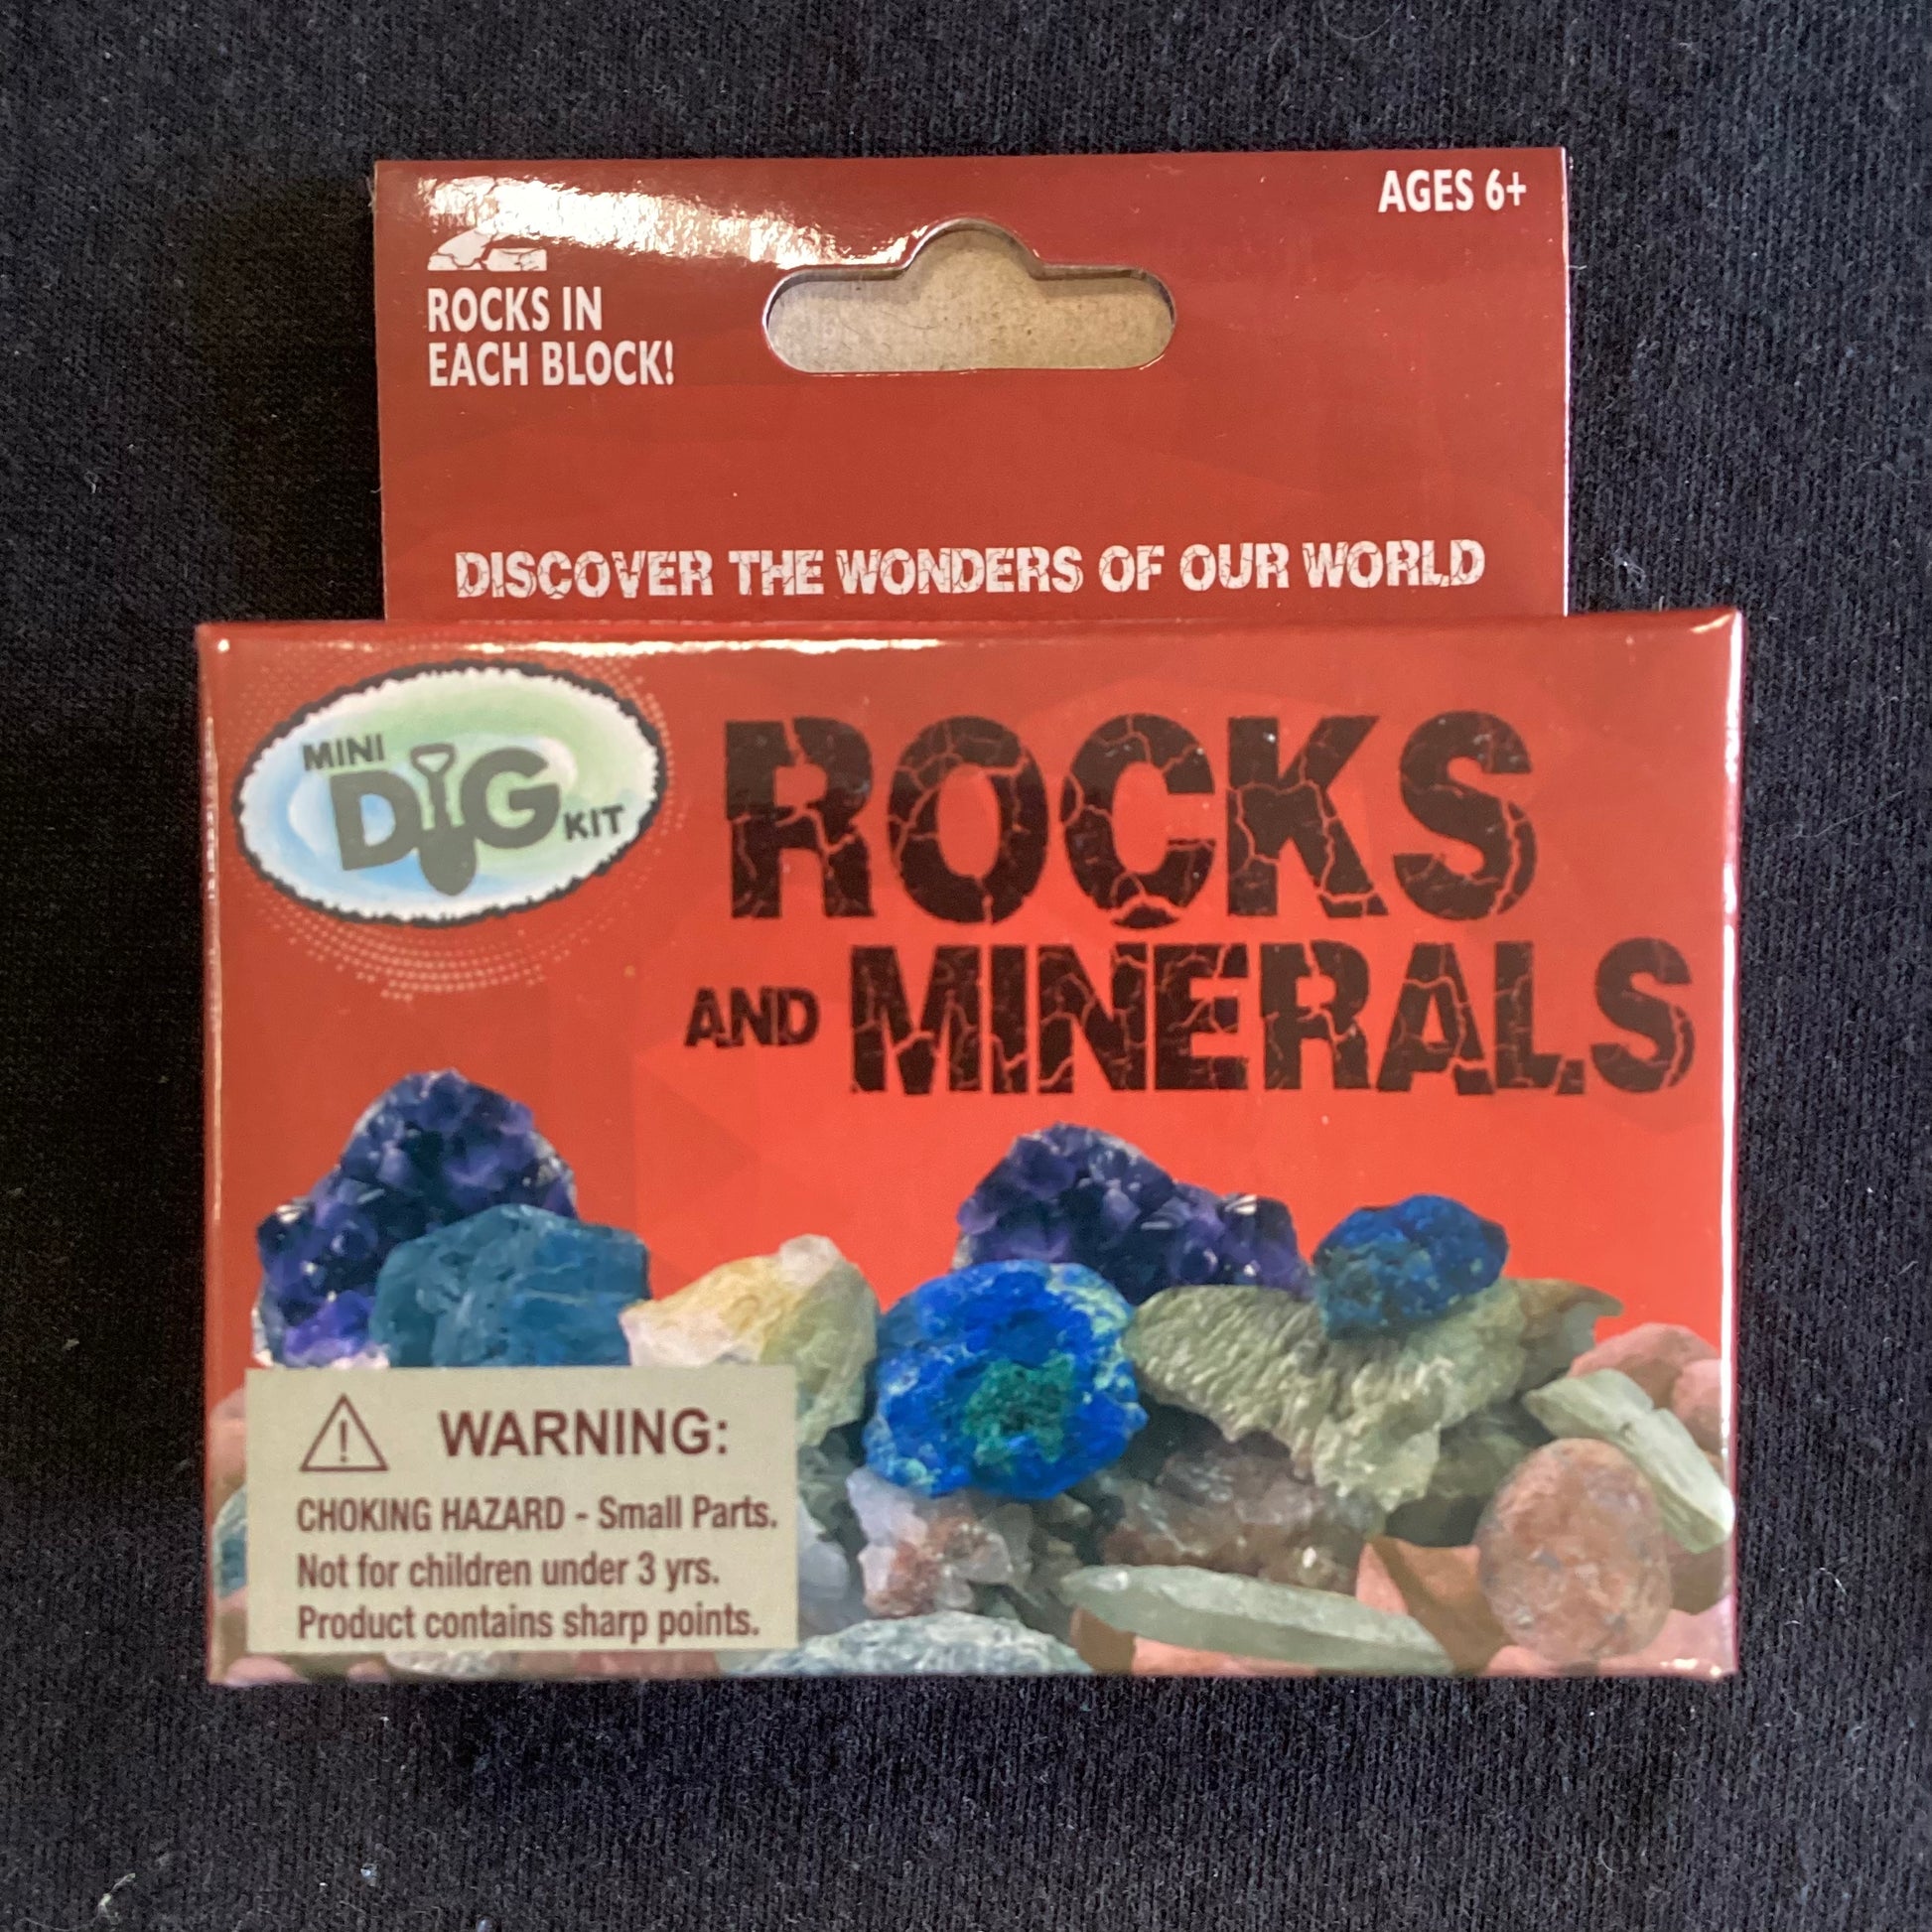 AGES 6+
2
ROCKS IN
EACH BLOCK!
DISCOVER THE WONDERS OF OUR WORLD
MINI
DIG
KIT
ROCKS
AND MINERALS
WARNING:
CHOKING HAZARD - Small Parts.
Not for children under 3 yrs.
Product contains sharp points.